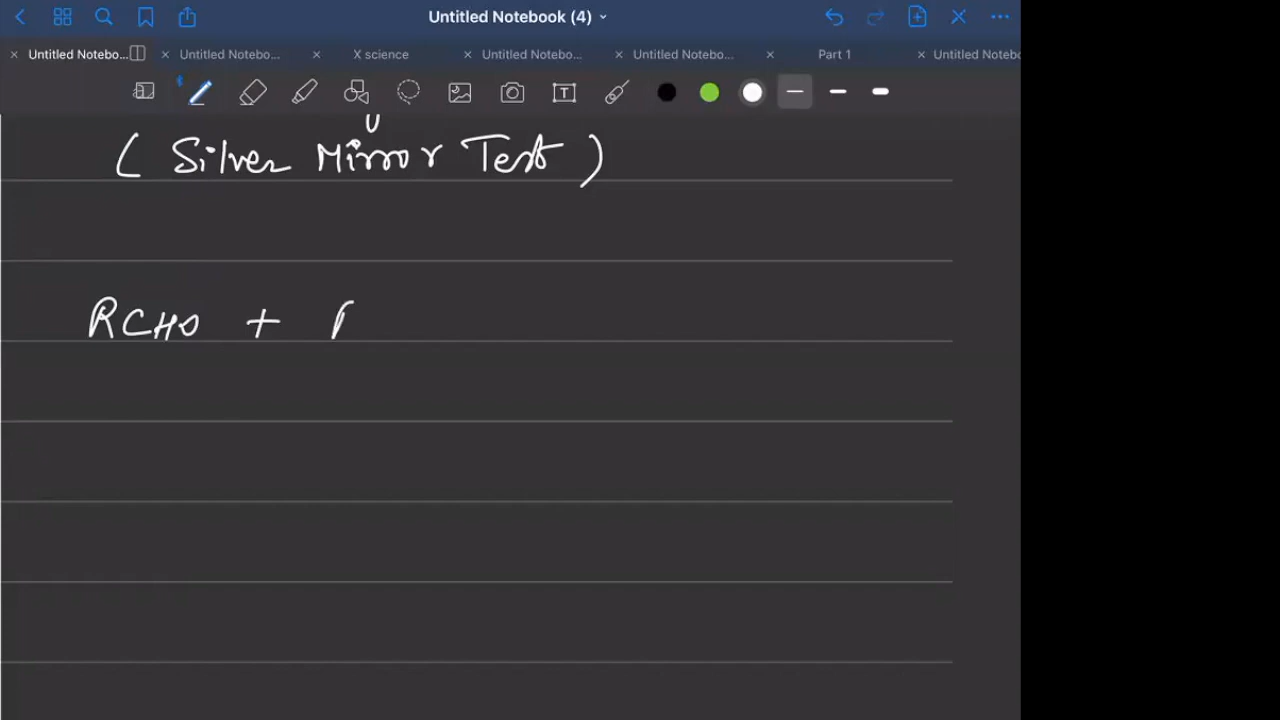 Untitled Notebook (4)
Untitled Notebo... Untitled Notebo... X science Untitled Notebo... Untitled Notebo... Part 1 Untitled Notebo
T
( Silver Mirror Test )
RCHO +